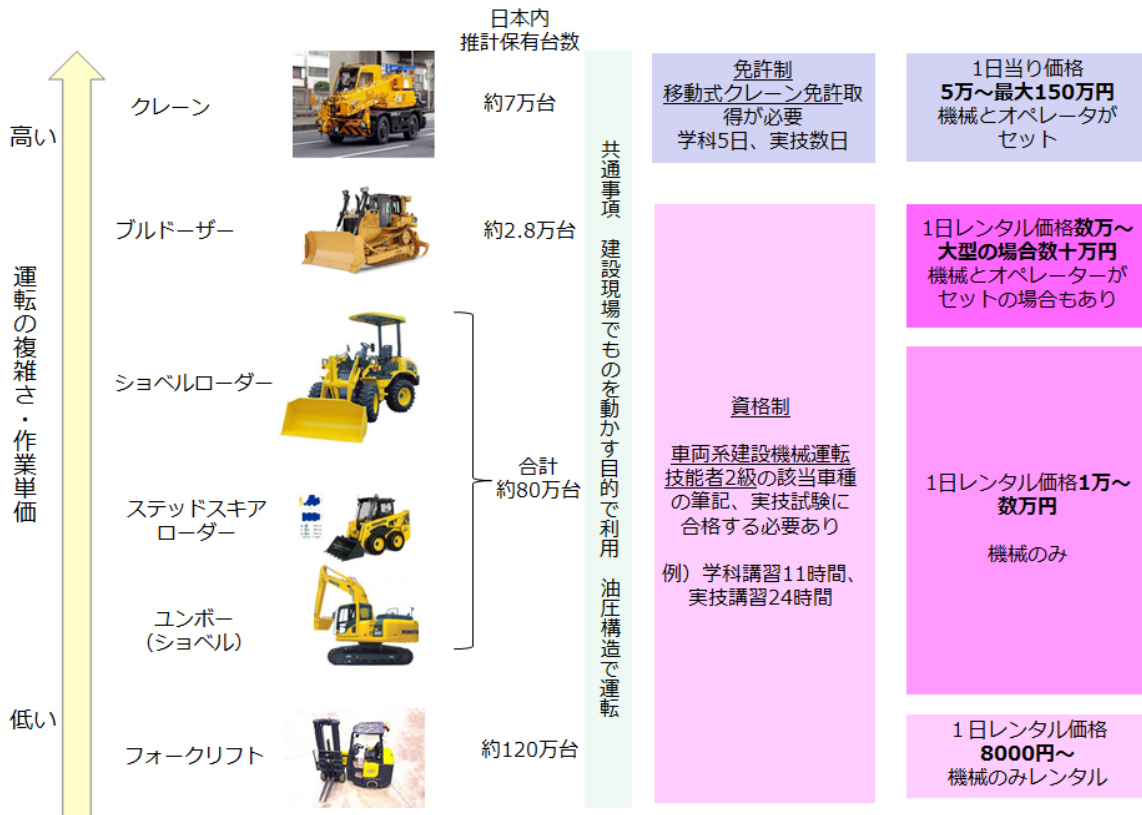 日本内
推計保有台数
高い
運転の複雑さ・作業単価
低い
クレーン
約7万台
ブルドーザー
約2.8万台
ショベルローダー
ステッドスキア
ローダー
ユンボー
（ショベル）
合計
約80万台
フォークリフト
約120万台
共通事項　建設現場でものを動かす目的で利用　油圧構造で運転
免許制
移動式クレーン免許取
得が必要
学科5日、実技数日
資格制
車両系建設機械運転
技能者2級の該当車種
の筆記、実技試験に
合格する必要あり
例）学科講習11時間、
実技講習24時間
1日当り価格
5万～最大150万円
機械とオペレータが
セット
1日レンタル価格数万～
大型の場合数十万円
機械とオペレーターが
セットの場合もあり
1日レンタル価格1万～
数万円
機械のみ
１日レンタル価格
8000円～
機械のみレンタル